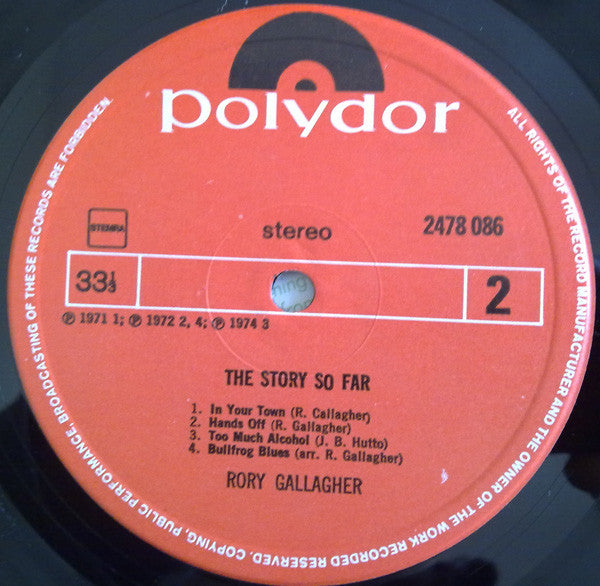 polydor
STEMRA
stereo
2478 086
33⅓
2
℗ 1971 1; ℗ 1972 2, 4; ℗ 1974 3
THE STORY SO FAR
1. In Your Town (R. Callagher)
2. Hands Off (R. Gallagher)
3. Too Much Alcohol (J. B. Hutto)
4. Bullfrog Blues (arr. R. Gallagher)
RORY GALLAGHER
ALL RIGHTS OF THE RECORD MANUFACTURER AND THE OWNER OF THE WORK RECORDED RESERVED. COPYING, PUBLIC PERFORMANCE, BROADCASTING OF THESE RECORDS ARE FORBIDDEN.